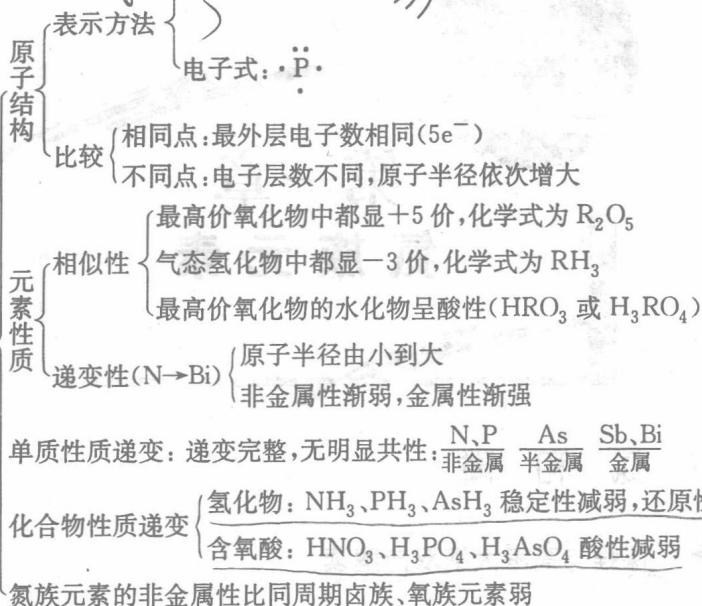 表示方法
电子式:·P·
原子结构
比较
相同点:最外层电子数相同(5e⁻)
不同点:电子层数不同,原子半径依次增大
元素性质
相似性
最高价氧化物中都显+5价,化学式为R₂O₅
气态氢化物中都显-3价,化学式为RH₃
最高价氧化物的水化物呈酸性(HRO₃或H₃RO₄)
递变性(N→Bi)
原子半径由小到大
非金属性渐弱,金属性渐强
单质性质递变:递变完整,无明显共性: N、P As Sb、Bi
非金属 半金属 金属
化合物性质递变
氢化物:NH₃、PH₃、AsH₃稳定性减弱,还原性
含氧酸:HNO₃、H₃PO₄、H₃AsO₄酸性减弱
氮族元素的非金属性比同周期卤族、氧族元素弱